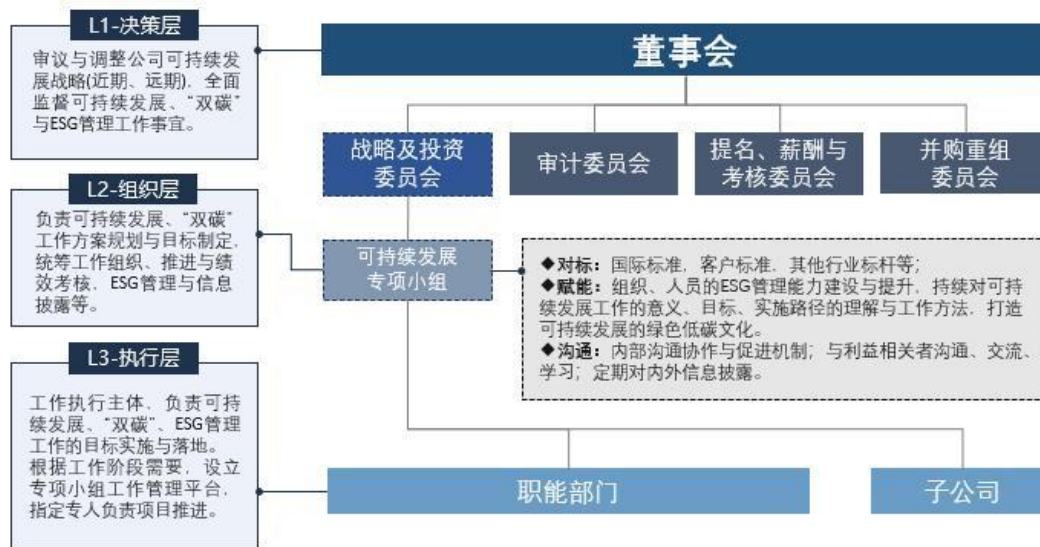 L1-决策层
审议与调整公司可持续发
展战略(近期、远期)，全面
监督可持续发展、“双碳”
与ESG管理工作事宜。
董事会
战略及投资
委员会
审计委员会
提名、薪酬与
考核委员会
并购重组
委员会
L2-组织层
负责可持续发展、“双碳”
工作方案规划与目标制定，
统筹工作组织、推进与绩
效考核，ESG管理与信息
披露等。
可持续发展
专项小组
◆对标：国际标准，客户标准，其他行业标杆等；
◆赋能：组织、人员的ESG管理能力建设与提升，持续对可持
续发展工作的意义、目标、实施路径的理解与工作方法，打造
可持续发展的绿色低碳文化。
◆沟通：内部沟通协作与促进机制；与利益相关者沟通、交流、
学习；定期对内外信息披露。
L3-执行层
工作执行主体，负责可持
续发展、“双碳”、ESG管理
工作的目标实施与落地。
根据工作阶段需要，设立
专项小组工作管理平台，
指定专人负责项目推进。
职能部门
子公司